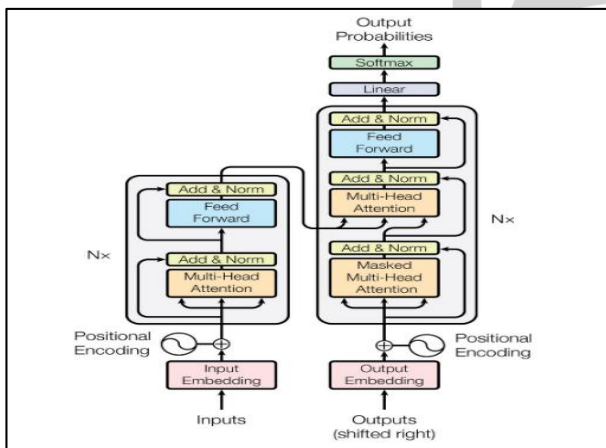 Output
Probabilities
Softmax
Linear
Add & Norm
Feed
Forward
Add & Norm
Multi-Head
Attention
Add & Norm
Masked
Multi-Head
Attention
Nx
Positional
Encoding
Output
Embedding
Outputs
(shifted right)
Add & Norm
Feed
Forward
Nx
Add & Norm
Multi-Head
Attention
Positional
Encoding
Input
Embedding
Inputs